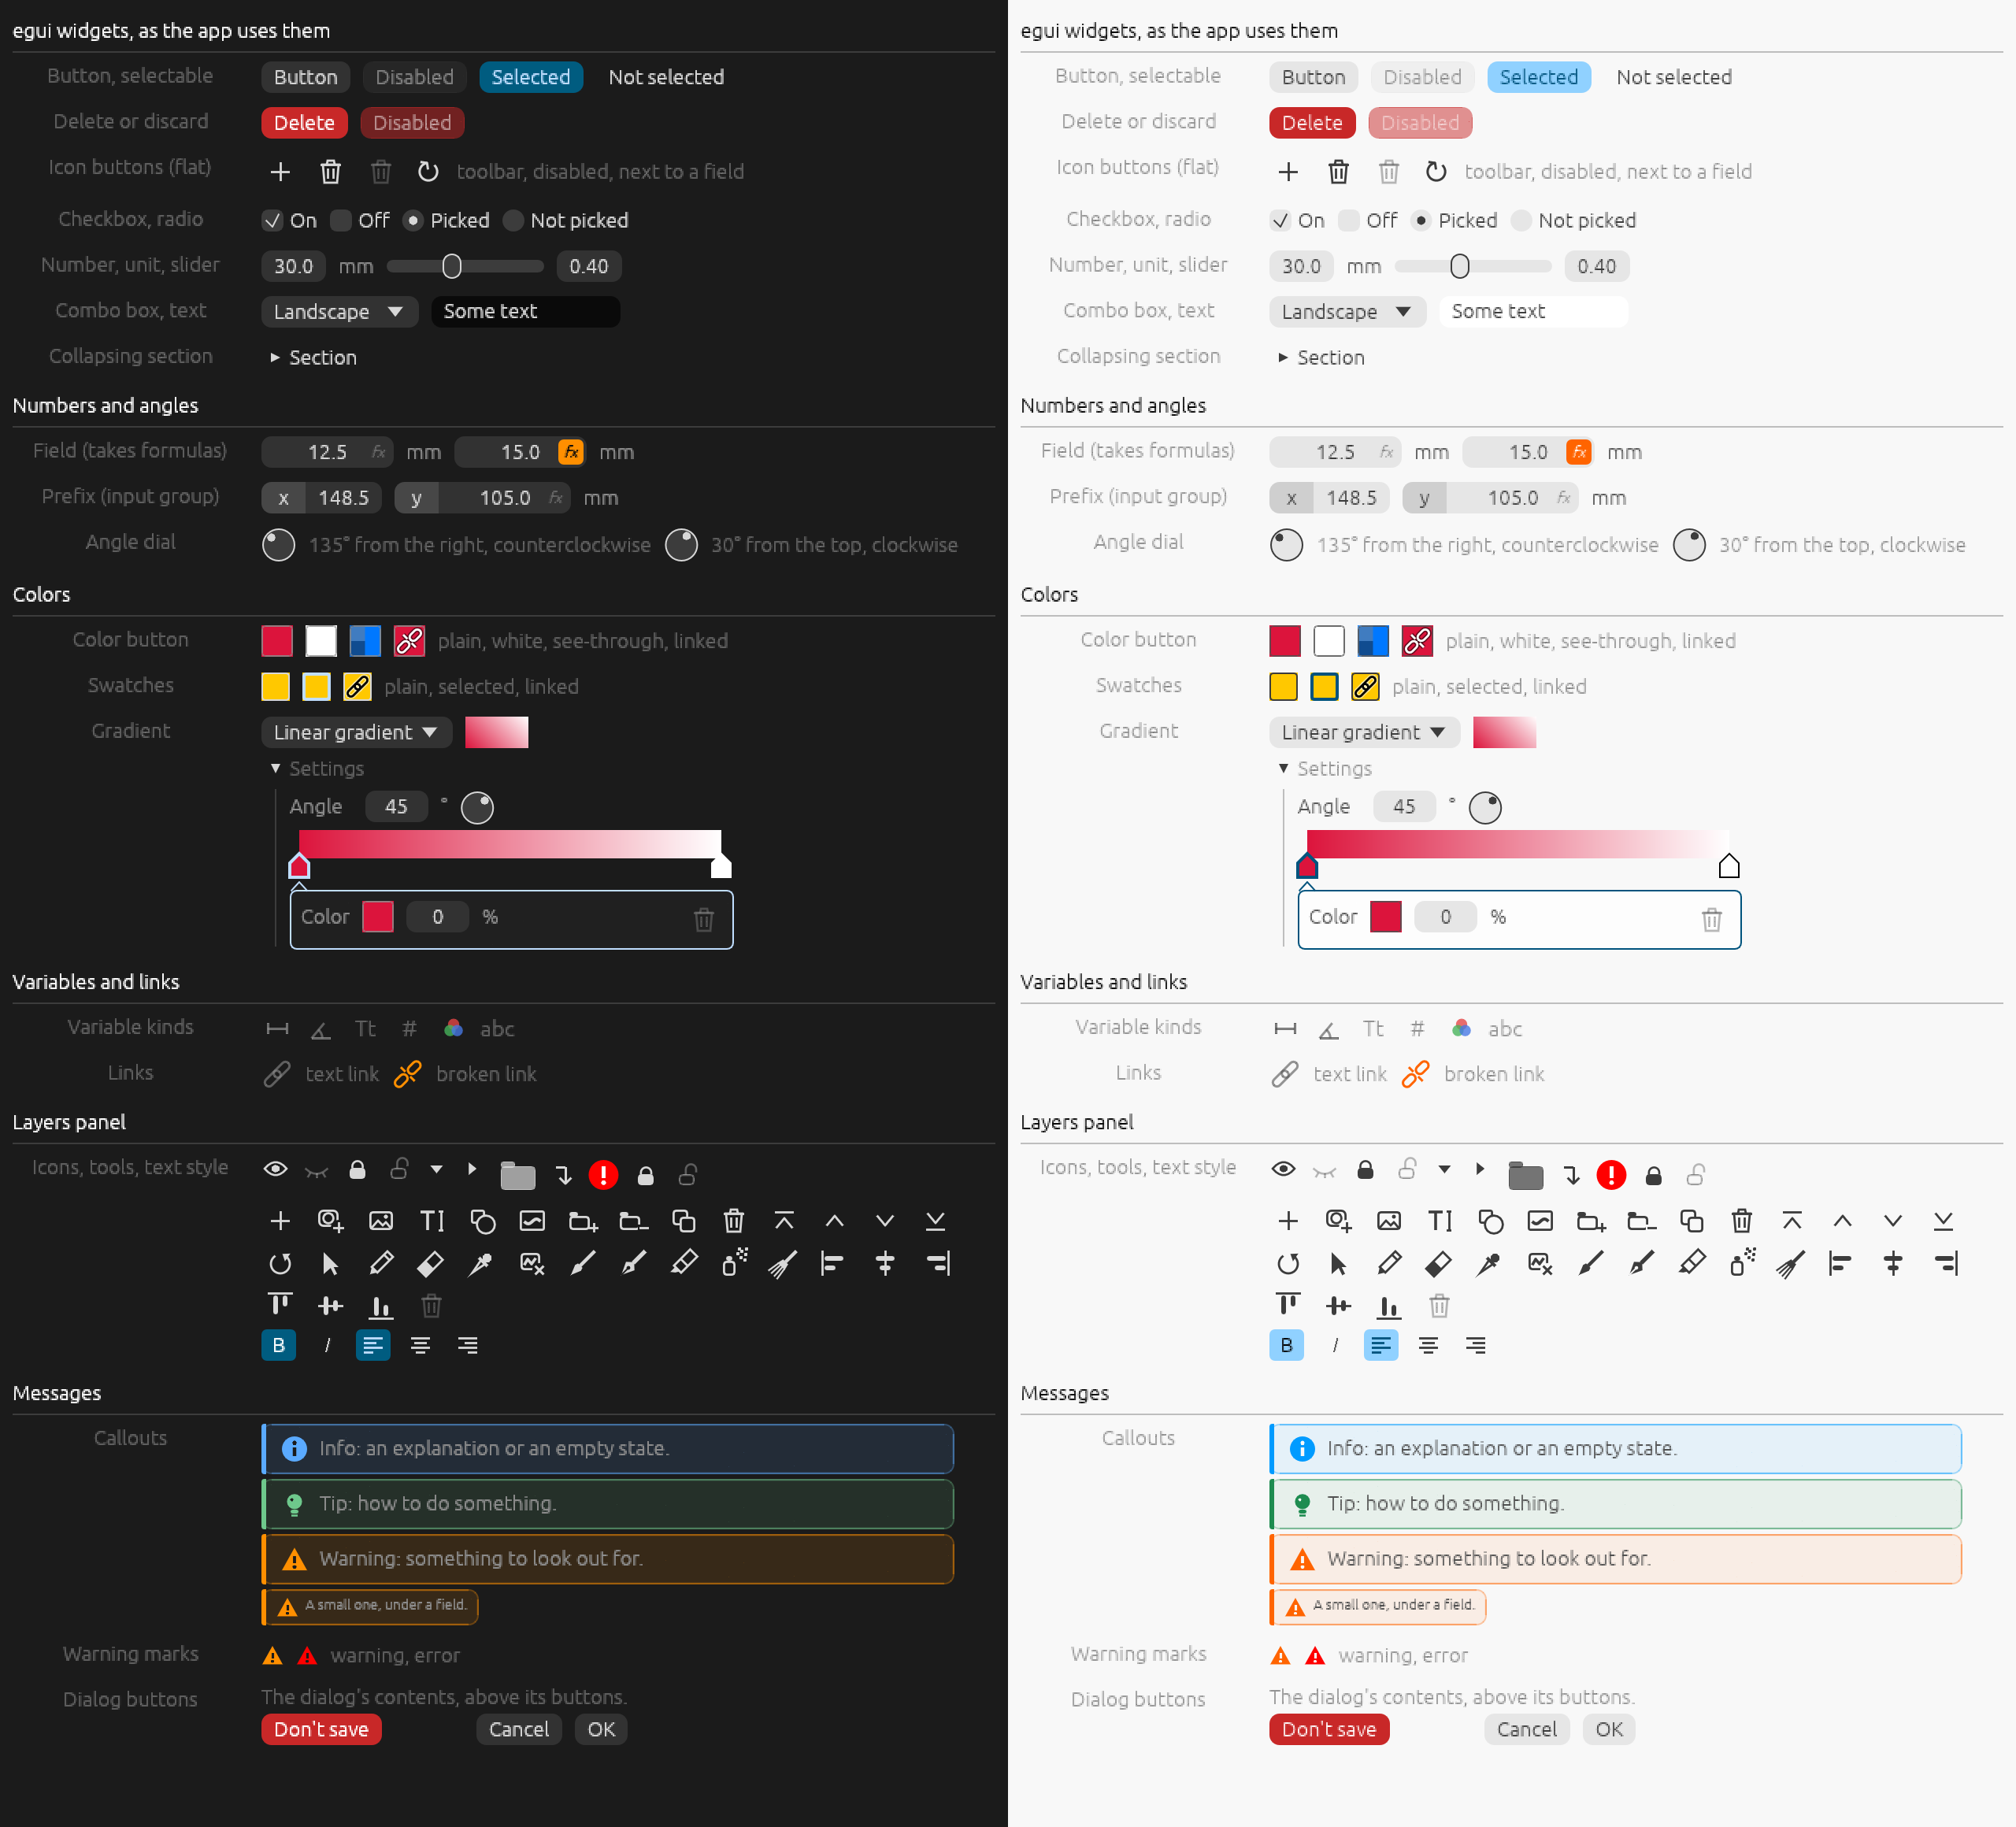 egui widgets, as the app uses them
Button, selectable Button Disabled Selected Not selected
Delete or discard Delete Disabled
Icon buttons (flat) toolbar, disabled, next to a field
Checkbox, radio On Off Picked Not picked
Number, unit, slider 30.0 mm 0.40
Combo box, text Landscape Some text
Collapsing section Section
Numbers and angles
Field (takes formulas) 12.5 fx mm 15.0 fx mm
Prefix (input group) x 148.5 y 105.0 fx mm
Angle dial 135° from the right, counterclockwise 30° from the top, clockwise
Colors
Color button plain, white, see-through, linked
Swatches plain, selected, linked
Gradient Linear gradient
Settings
Angle 45 °
Color 0 %
Variables and links
Variable kinds Tt # abc
Links text link broken link
Layers panel
Icons, tools, text style
B I
Messages
Callouts Info: an explanation or an empty state.
Tip: how to do something.
Warning: something to look out for.
A small one, under a field.
Warning marks warning, error
Dialog buttons The dialog's contents, above its buttons.
Don't save Cancel OK
egui widgets, as the app uses them
Button, selectable Button Disabled Selected Not selected
Delete or discard Delete Disabled
Icon buttons (flat) toolbar, disabled, next to a field
Checkbox, radio On Off Picked Not picked
Number, unit, slider 30.0 mm 0.40
Combo box, text Landscape Some text
Collapsing section Section
Numbers and angles
Field (takes formulas) 12.5 fx mm 15.0 fx mm
Prefix (input group) x 148.5 y 105.0 fx mm
Angle dial 135° from the right, counterclockwise 30° from the top, clockwise
Colors
Color button plain, white, see-through, linked
Swatches plain, selected, linked
Gradient Linear gradient
Settings
Angle 45 °
Color 0 %
Variables and links
Variable kinds Tt # abc
Links text link broken link
Layers panel
Icons, tools, text style
B I
Messages
Callouts Info: an explanation or an empty state.
Tip: how to do something.
Warning: something to look out for.
A small one, under a field.
Warning marks warning, error
Dialog buttons The dialog's contents, above its buttons.
Don't save Cancel OK